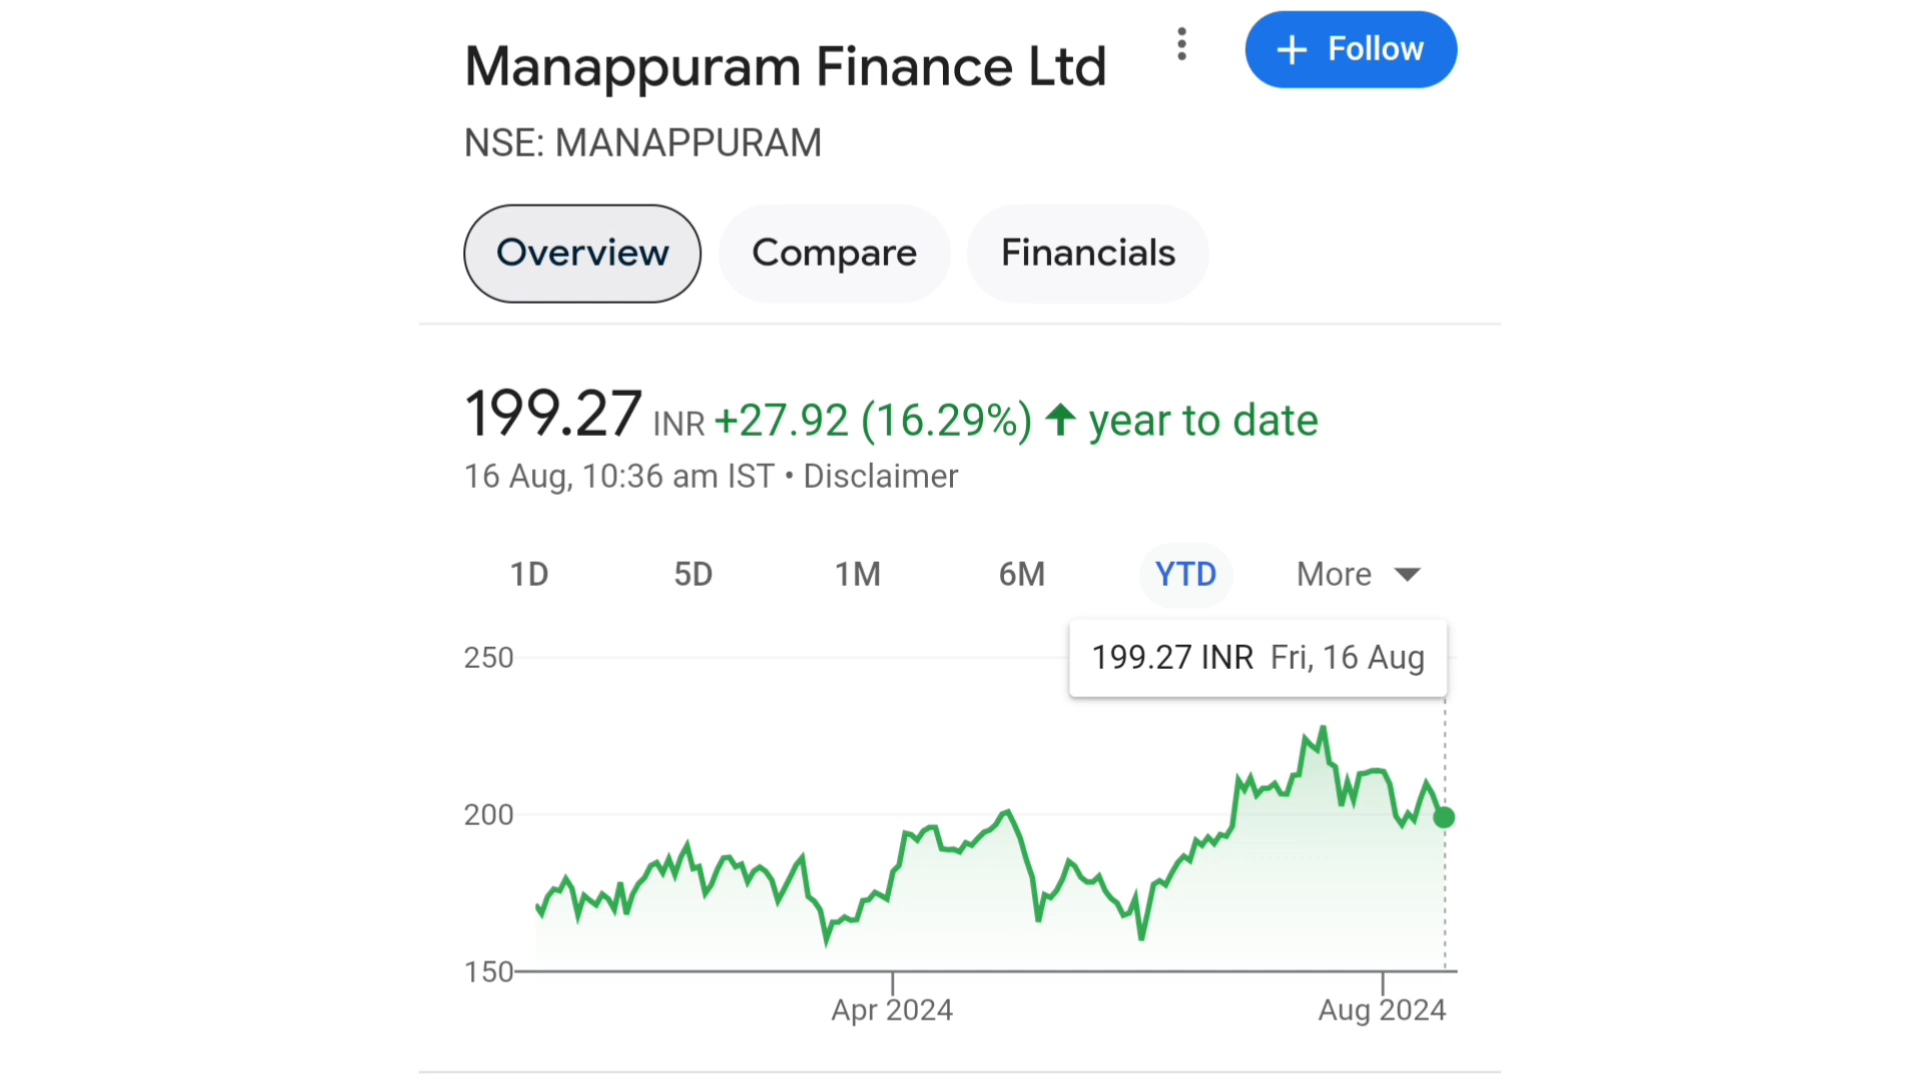 Manappuram Finance Ltd
+ Follow
NSE: MANAPPURAM
Overview Compare Financials
199.27 INR +27.92 (16.29%) ↑ year to date
16 Aug, 10:36 am IST • Disclaimer
1D 5D 1M 6M YTD More
199.27 INR Fri, 16 Aug
250
200
150
Apr 2024 Aug 2024